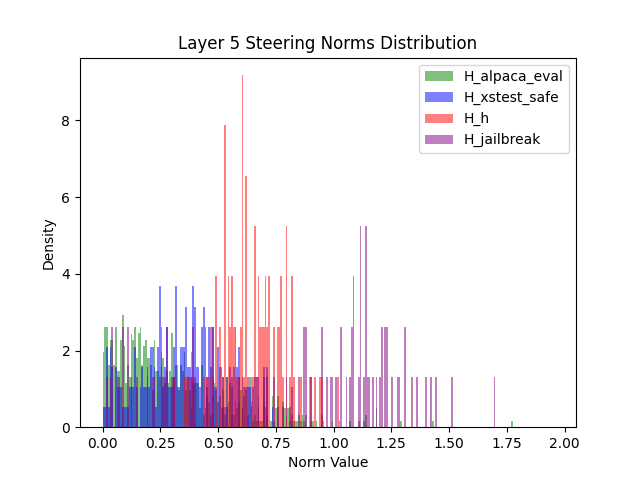 Layer 5 Steering Norms Distribution
H_alpaca_eval
H_xstest_safe
H_h
H_jailbreak
Density
8
6
4
2
0
0.00 0.25 0.50 0.75 1.00 1.25 1.50 1.75 2.00
Norm Value